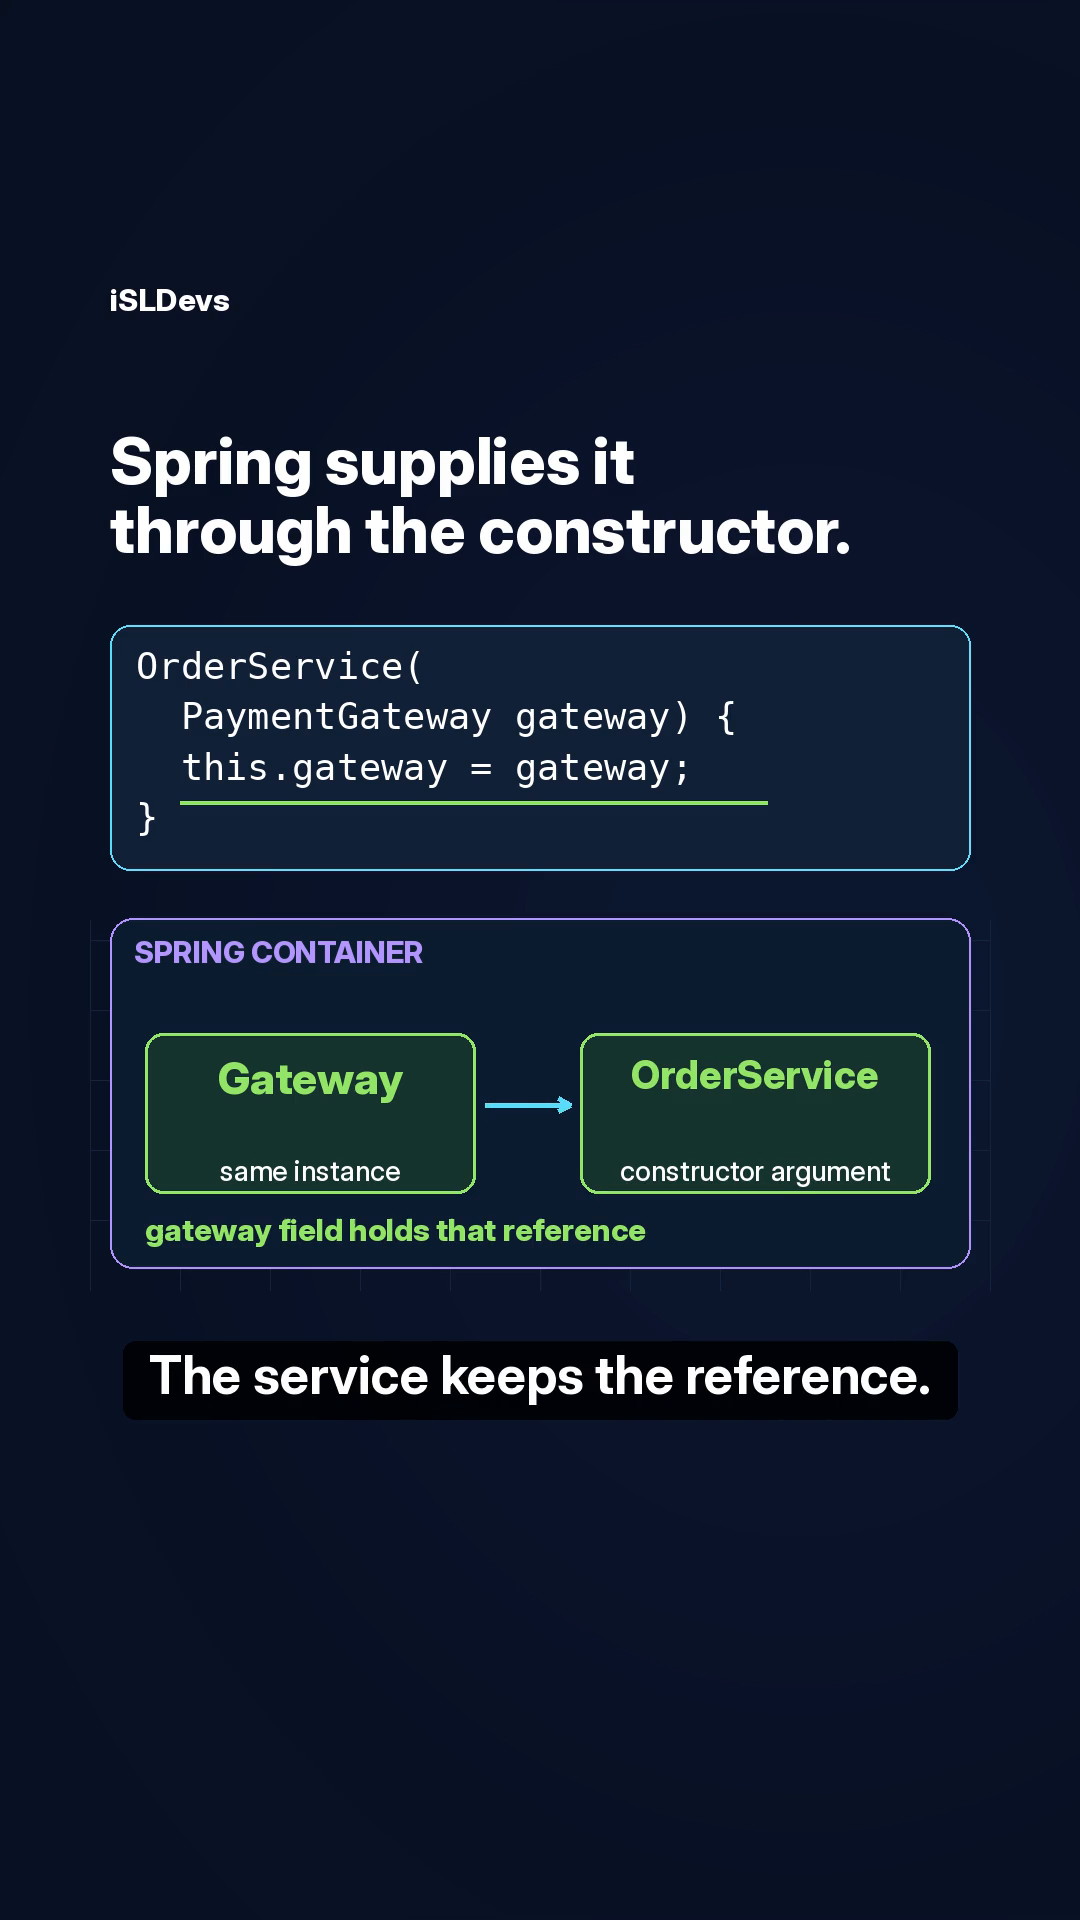 iSLDevs
Spring supplies it
through the constructor.
OrderService(
  PaymentGateway gateway) {
  this.gateway = gateway;
}
SPRING CONTAINER
Gateway
same instance
OrderService
constructor argument
gateway field holds that reference
The service keeps the reference.